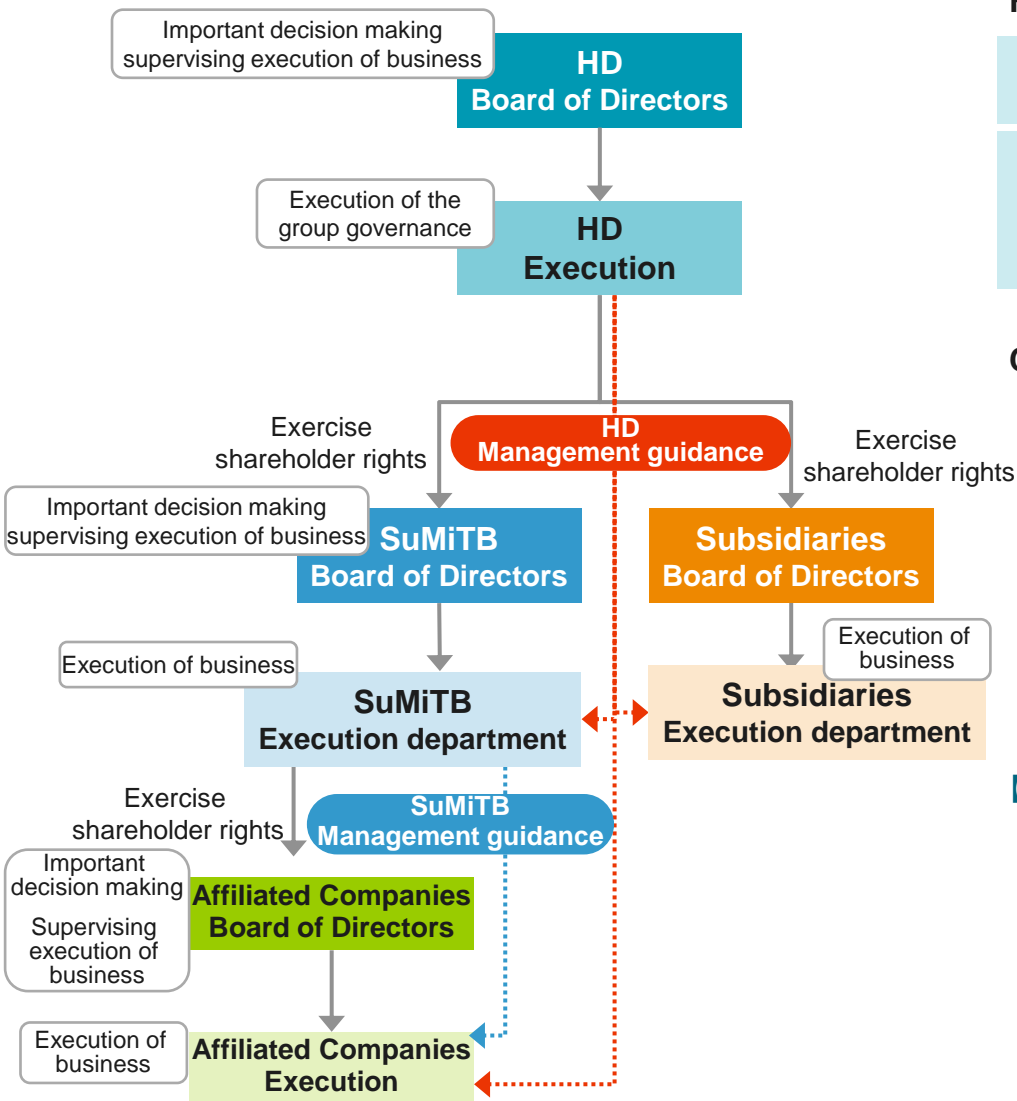 Important decision making
supervising execution of business
HD
Board of Directors
Execution of the
group governance
HD
Execution
Exercise
shareholder rights
HD
Management guidance
Exercise
shareholder rights
Important decision making
supervising execution of business
SuMiTB
Board of Directors
Subsidiaries
Board of Directors
Execution of business
Execution of
business
SuMiTB
Execution department
Subsidiaries
Execution department
Exercise
shareholder rights
SuMiTB
Management guidance
Important
decision making
Supervising
execution of
business
Affiliated Companies
Board of Directors
Execution of
business
Affiliated Companies
Execution